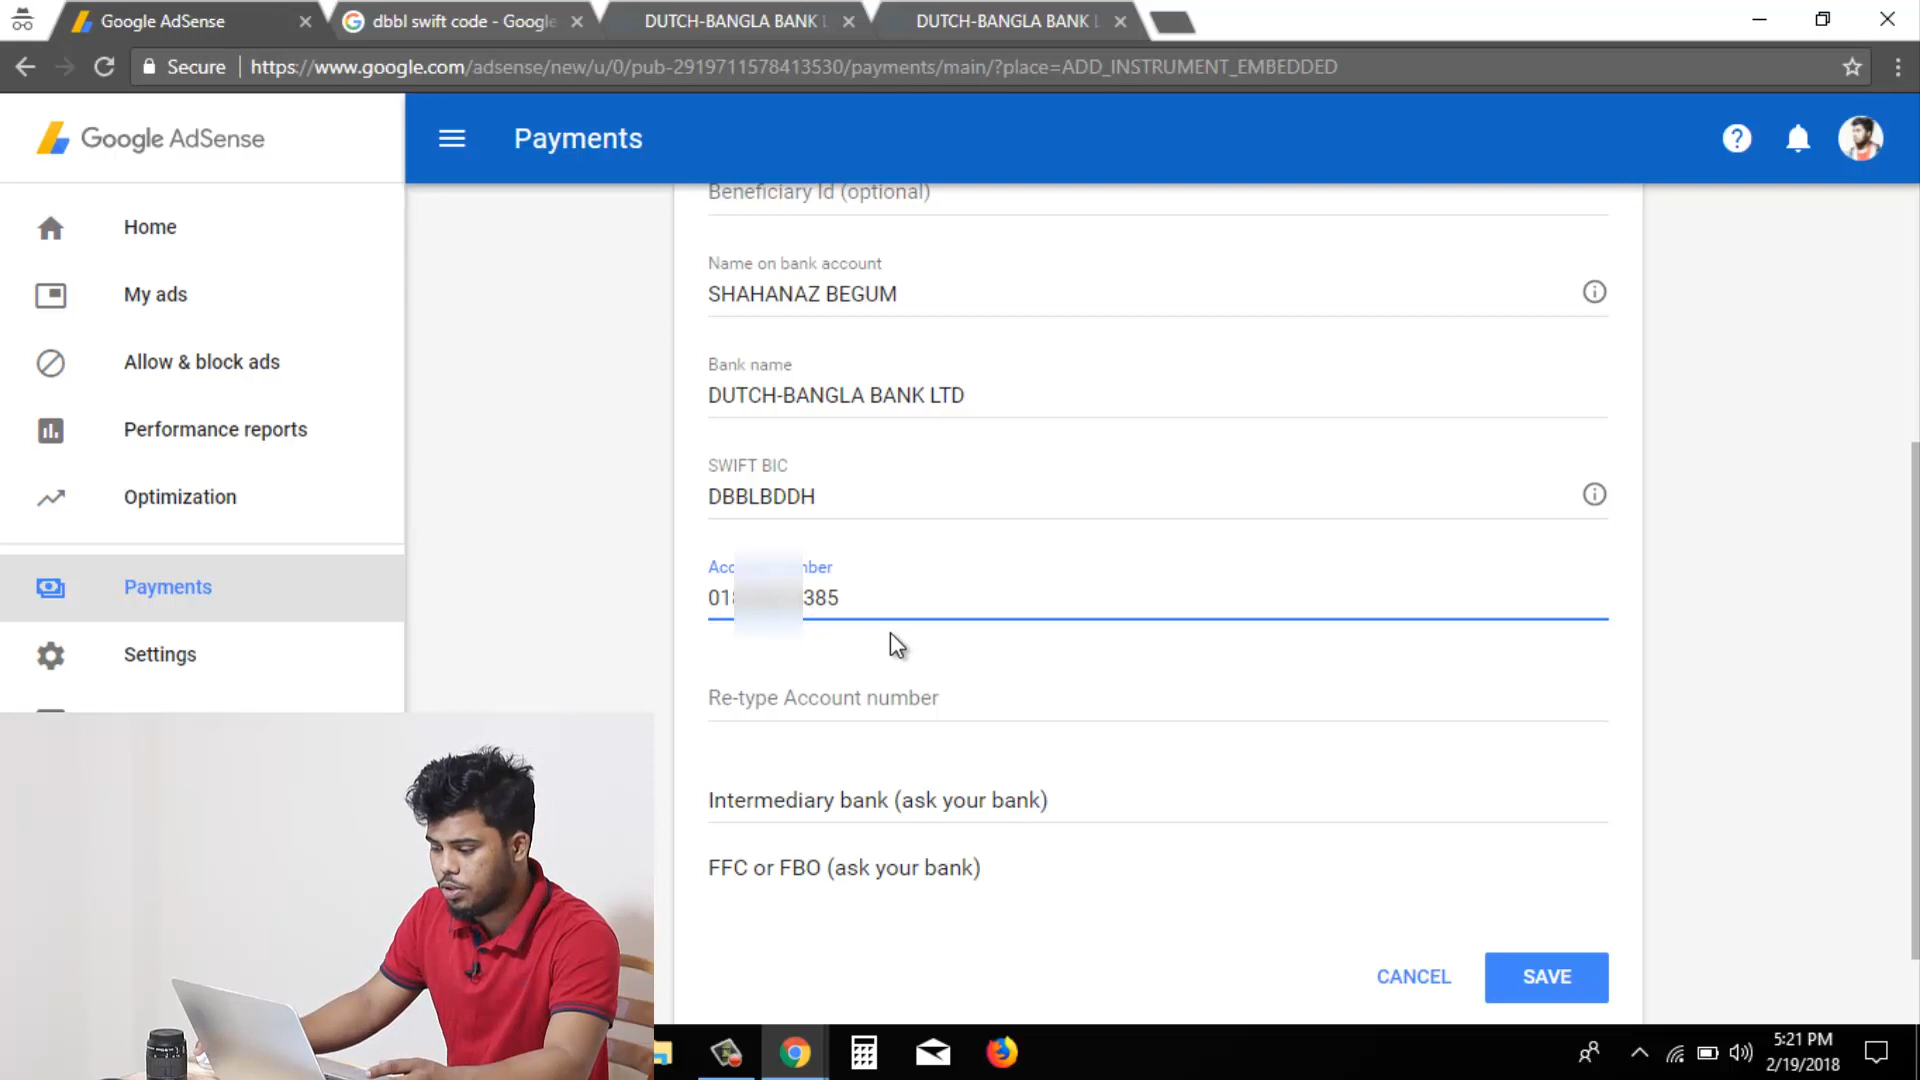 Google AdSense
dbbl swift code - Google
DUTCH-BANGLA BANK L
DUTCH-BANGLA BANK L
Secure
https://www.google.com/adsense/new/u/0/pub-2919711578413530/payments/main/?place=ADD_INSTRUMENT_EMBEDDED
Google AdSense
Payments
Home
My ads
Allow & block ads
Performance reports
Optimization
Payments
Settings
Beneficiary Id (optional)
Name on bank account
SHAHANAZ BEGUM
Bank name
DUTCH-BANGLA BANK LTD
SWIFT BIC
DBBLBDDH
Re-type Account number
Intermediary bank (ask your bank)
FFC or FBO (ask your bank)
CANCEL
SAVE
5:21 PM
2/19/2018